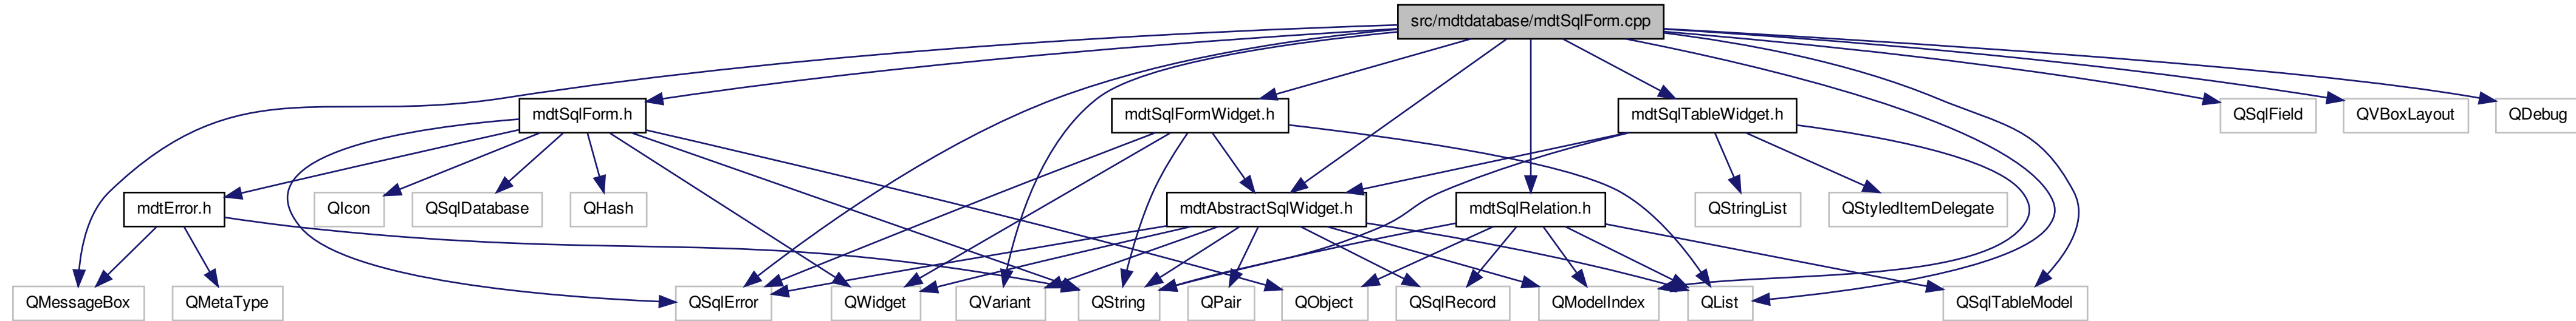 src/mdtdatabase/mdtSqlForm.cpp
mdtSqlForm.h
mdtSqlFormWidget.h
mdtSqlTableWidget.h
QSqlField
QVBoxLayout
QDebug
mdtError.h
QIcon
QSqlDatabase
QHash
mdtAbstractSqlWidget.h
mdtSqlRelation.h
QStringList
QStyledItemDelegate
QMessageBox
QMetaType
QSqlError
QWidget
QVariant
QString
QPair
QObject
QSqlRecord
QModelIndex
QList
QSqlTableModel